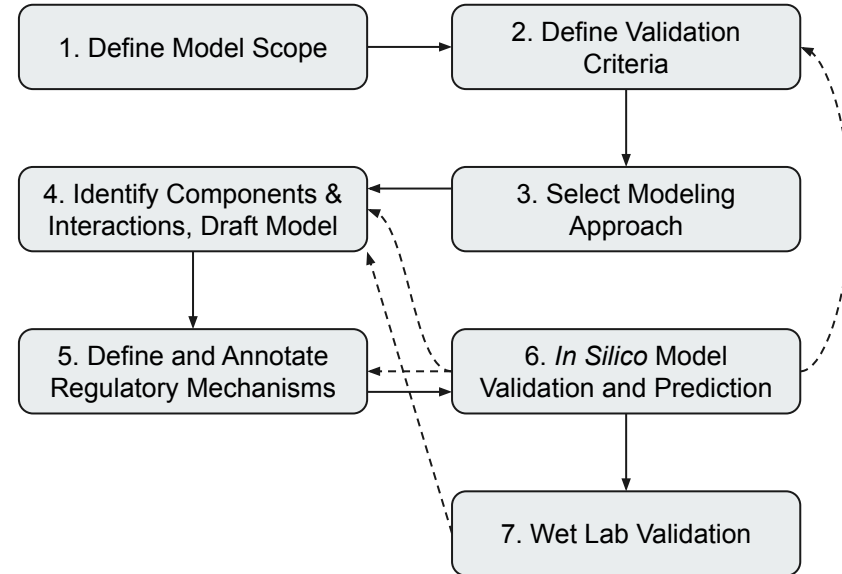 1. Define Model Scope
2. Define Validation
Criteria
3. Select Modeling
Approach
4. Identify Components &
Interactions, Draft Model
5. Define and Annotate
Regulatory Mechanisms
6. In Silico Model
Validation and Prediction
7. Wet Lab Validation